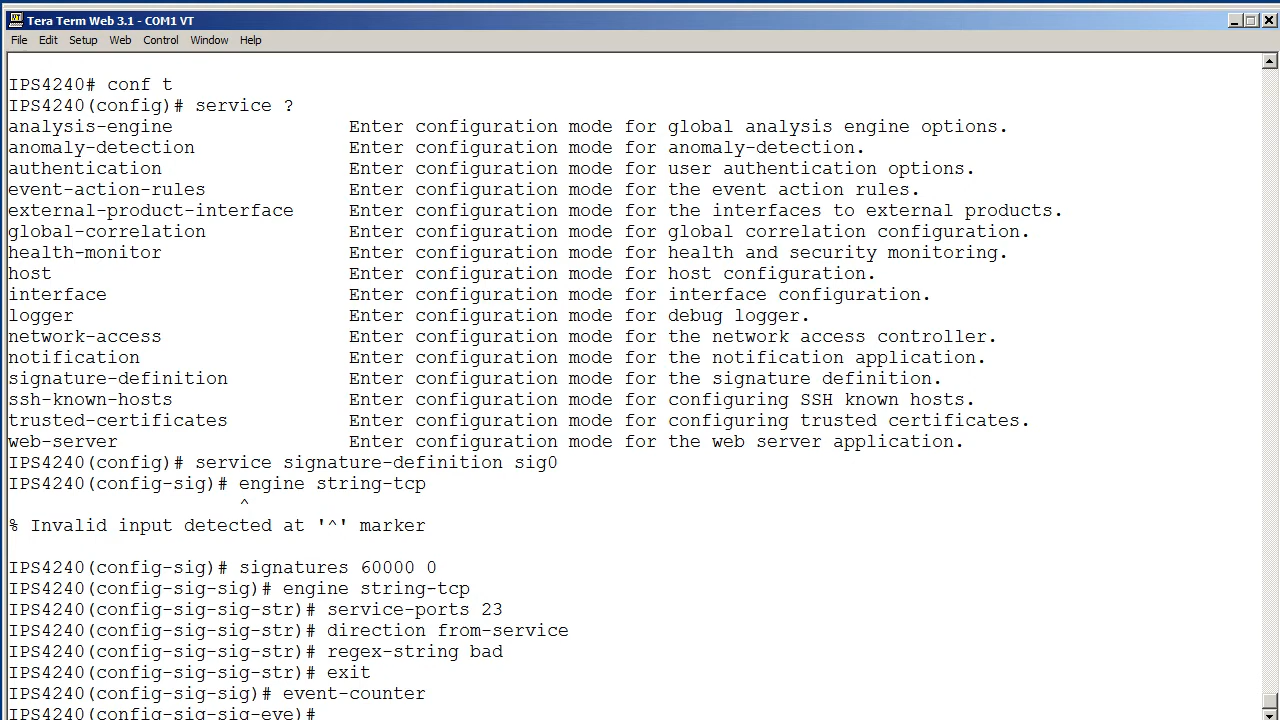 Tera Term Web 3.1 - COM1 VT
File Edit Setup Web Control Window Help
IPS4240# conf t
IPS4240(config)# service ?
analysis-engine Enter configuration mode for global analysis engine options.
anomaly-detection Enter configuration mode for anomaly-detection.
authentication Enter configuration mode for user authentication options.
event-action-rules Enter configuration mode for the event action rules.
external-product-interface Enter configuration mode for the interfaces to external products.
global-correlation Enter configuration mode for global correlation configuration.
health-monitor Enter configuration mode for health and security monitoring.
host Enter configuration mode for host configuration.
interface Enter configuration mode for interface configuration.
logger Enter configuration mode for debug logger.
network-access Enter configuration mode for the network access controller.
notification Enter configuration mode for the notification application.
signature-definition Enter configuration mode for the signature definition.
ssh-known-hosts Enter configuration mode for configuring SSH known hosts.
trusted-certificates Enter configuration mode for configuring trusted certificates.
web-server Enter configuration mode for the web server application.
IPS4240(config)# service signature-definition sig0
IPS4240(config-sig)# engine string-tcp
^
% Invalid input detected at '^' marker
IPS4240(config-sig)# signatures 60000 0
IPS4240(config-sig-sig)# engine string-tcp
IPS4240(config-sig-sig-str)# service-ports 23
IPS4240(config-sig-sig-str)# direction from-service
IPS4240(config-sig-sig-str)# regex-string bad
IPS4240(config-sig-sig-str)# exit
IPS4240(config-sig-sig)# event-counter
IPS4240(config-sig-sig-eve)#